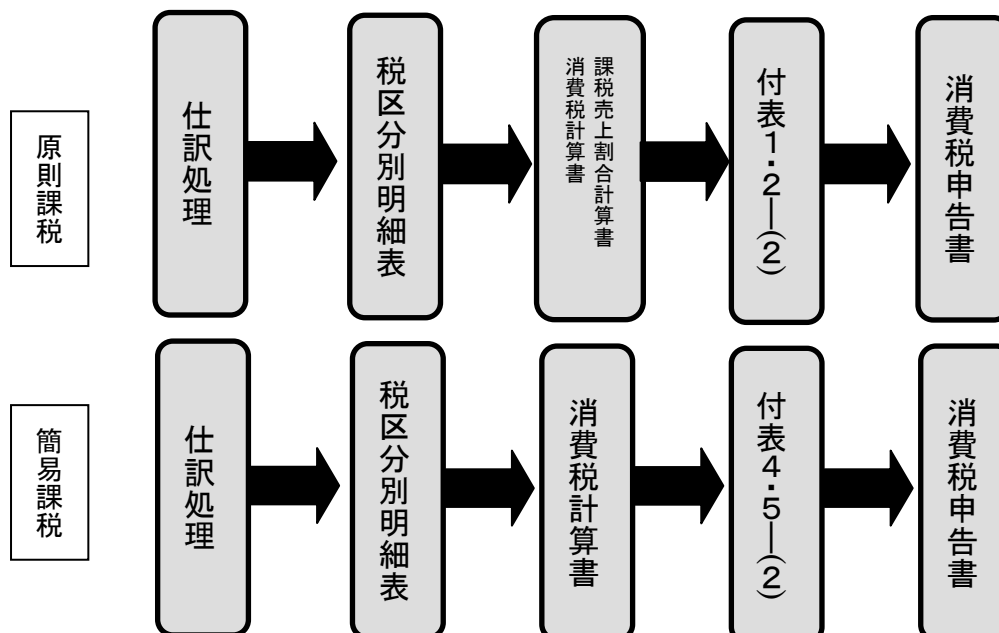 原則課税
仕訳処理
税区分別明細表
課税売上割合計算書
消費税計算書
付表1・2―(2)
消費税申告書
簡易課税
仕訳処理
税区分別明細表
消費税計算書
付表4・5―(2)
消費税申告書